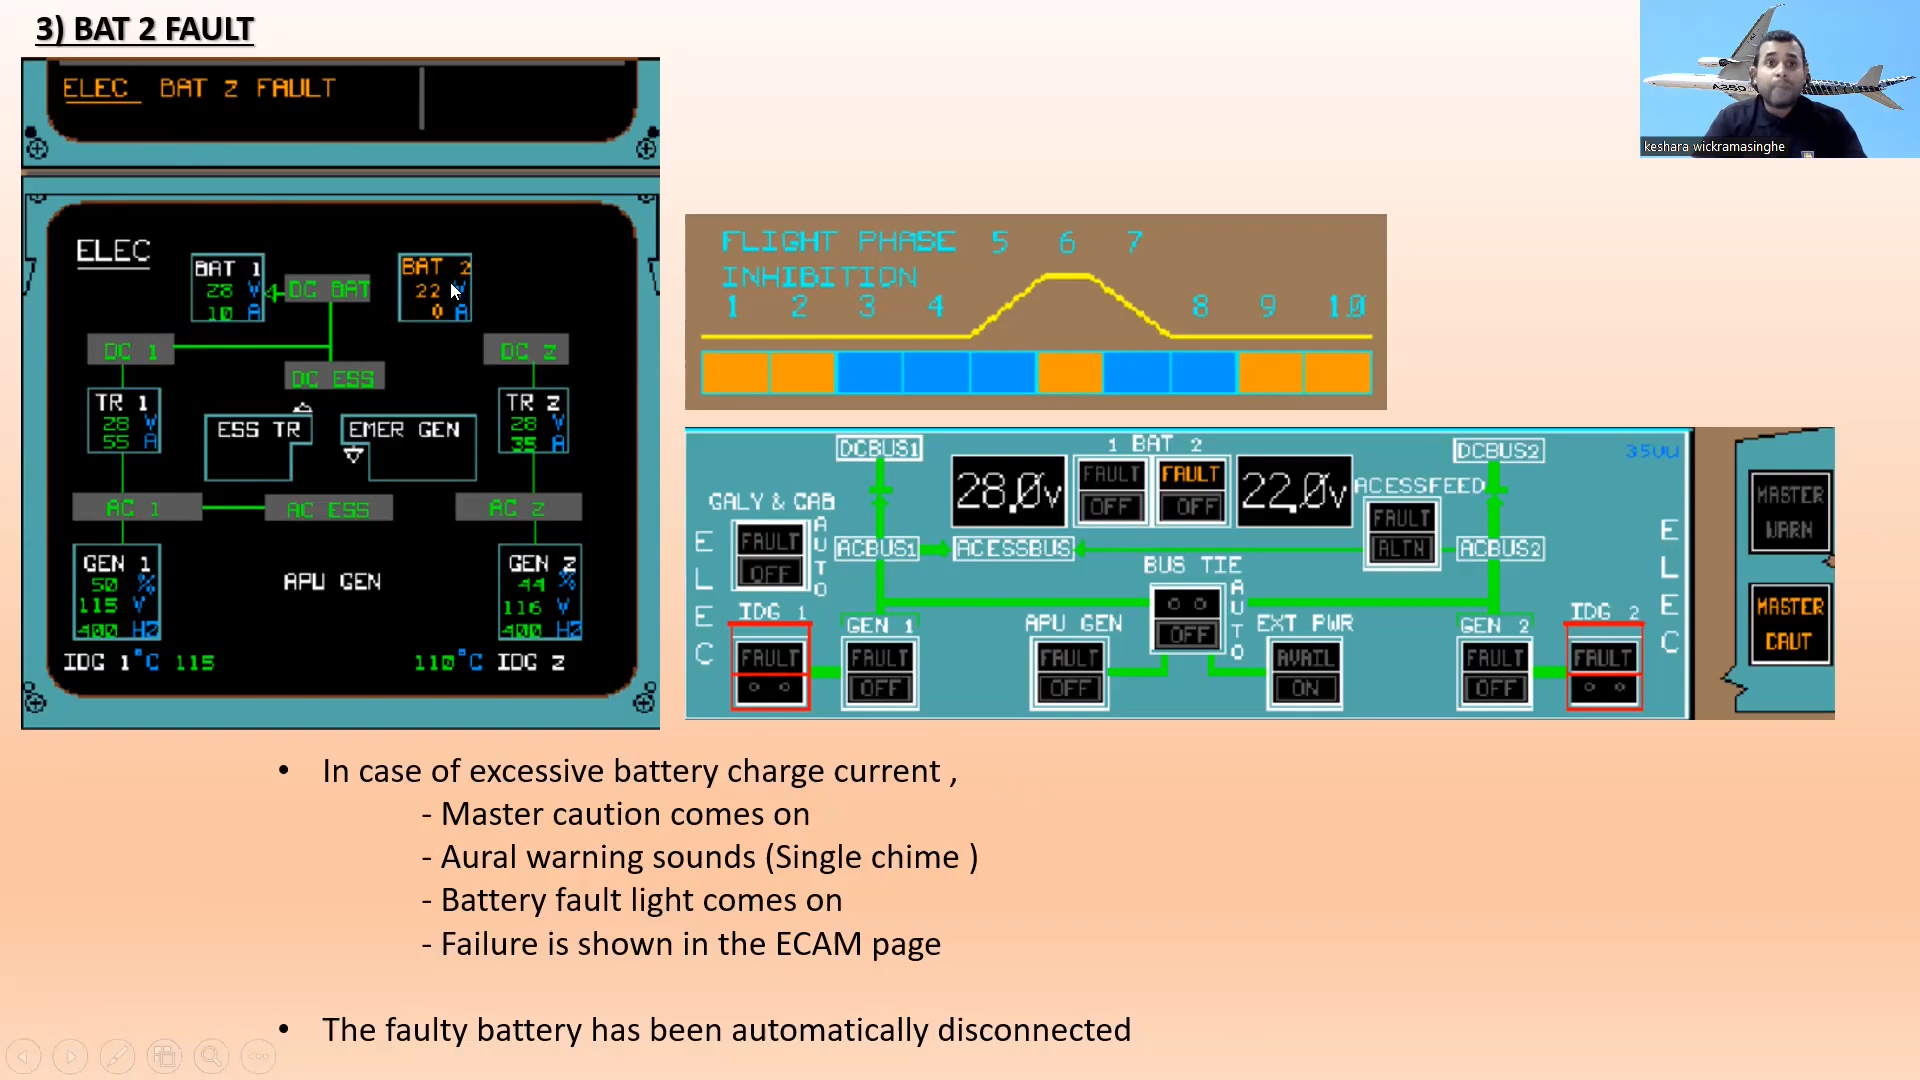 3) BAT 2 FAULT
ELEC BAT 2 FAULT
ELEC
BAT 1
28 V
10 A
DC BAT
BAT 2
22 V
0 A
DC 1
DC 2
DC ESS
TR 1
28 V
55 A
ESS TR
EMER GEN
TR 2
28 V
35 A
AC 1
AC ESS
AC 2
GEN 1
50 %
115 V
400 HZ
APU GEN
GEN 2
44 %
116 V
400 HZ
IDG 1 °C 115
110 °C IDG 2
FLIGHT PHASE 5 6 7
INHIBITION
1 2 3 4 8 9 10
DCBUS1
1 BAT 2
DCBUS2
35VU
28.0v
FAULT
OFF
FAULT
OFF
22.0v
ACESSFEED
FAULT
ALTN
GALY & CAB
FAULT
OFF
AUTO
ELEC
ACBUS1
ACESSBUS
ACBUS2
BUS TIE
OFF
AUTO
IDG 1
FAULT
GEN 1
FAULT
OFF
APU GEN
FAULT
OFF
EXT PWR
AVAIL
ON
GEN 2
FAULT
OFF
IDG 2
FAULT
ELEC
MASTER
WARN
MASTER
CAUT
A350
keshara wickramasinghe
• In case of excessive battery charge current ,
- Master caution comes on
- Aural warning sounds (Single chime )
- Battery fault light comes on
- Failure is shown in the ECAM page
• The faulty battery has been automatically disconnected